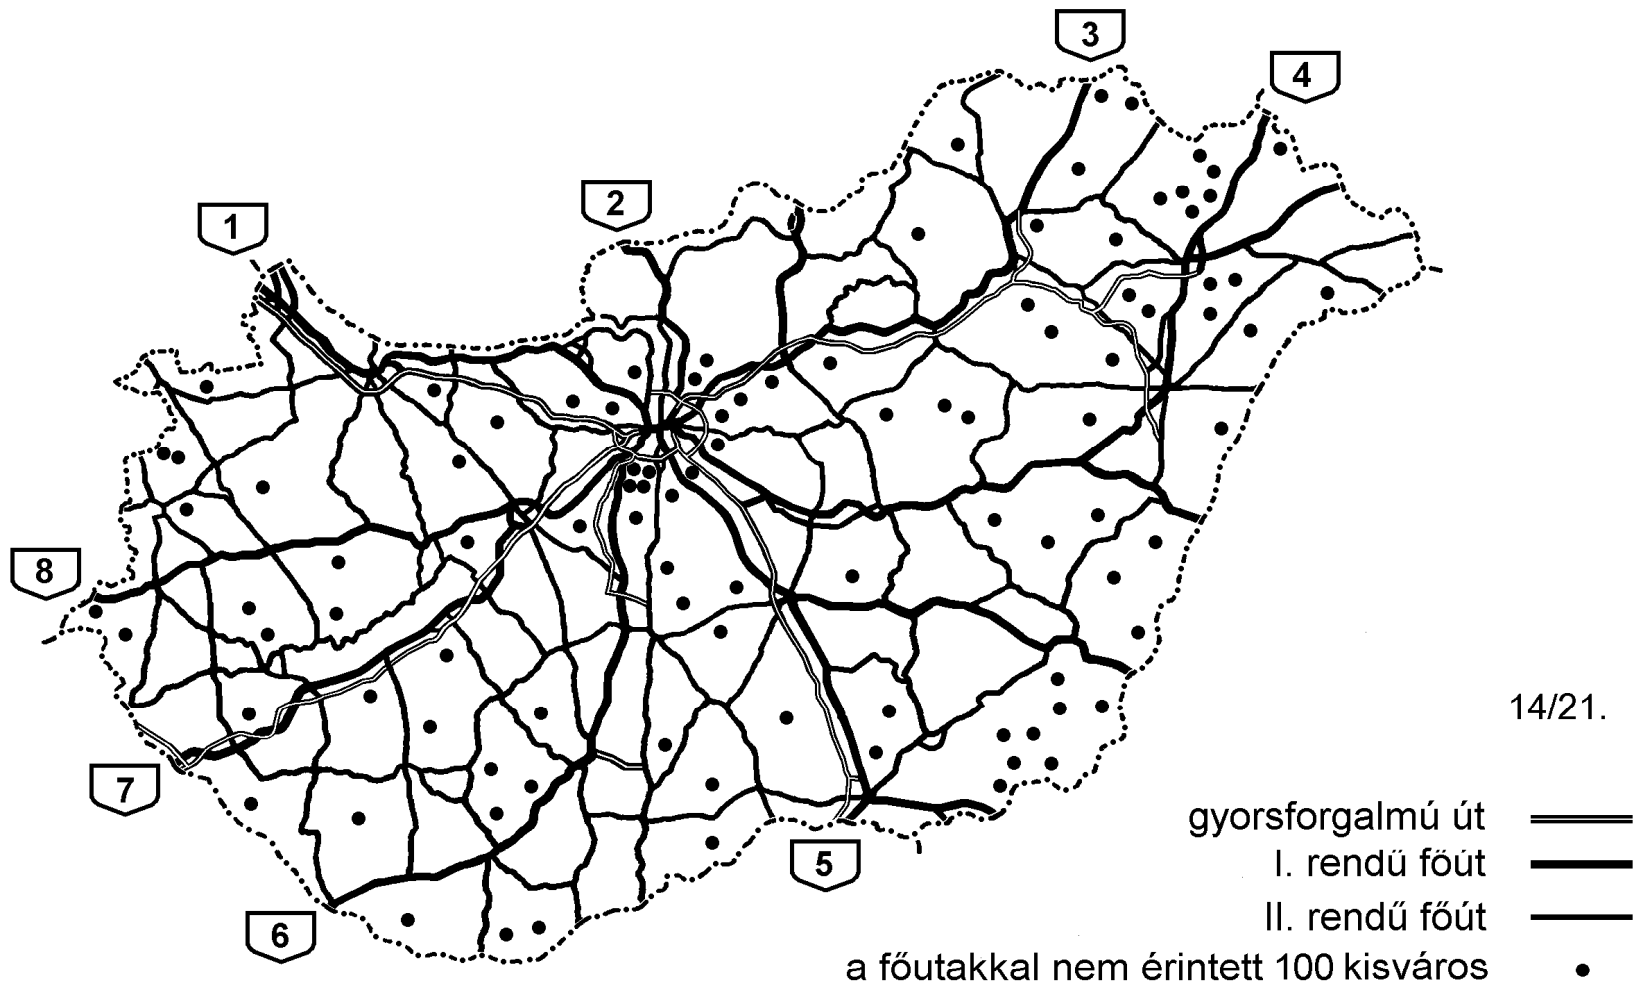 3
4
2
1
8
14/21.
7
gyorsforgalmú út
5
I. rendű főút
6
II. rendű főút
a főutakkal nem érintett 100 kisváros